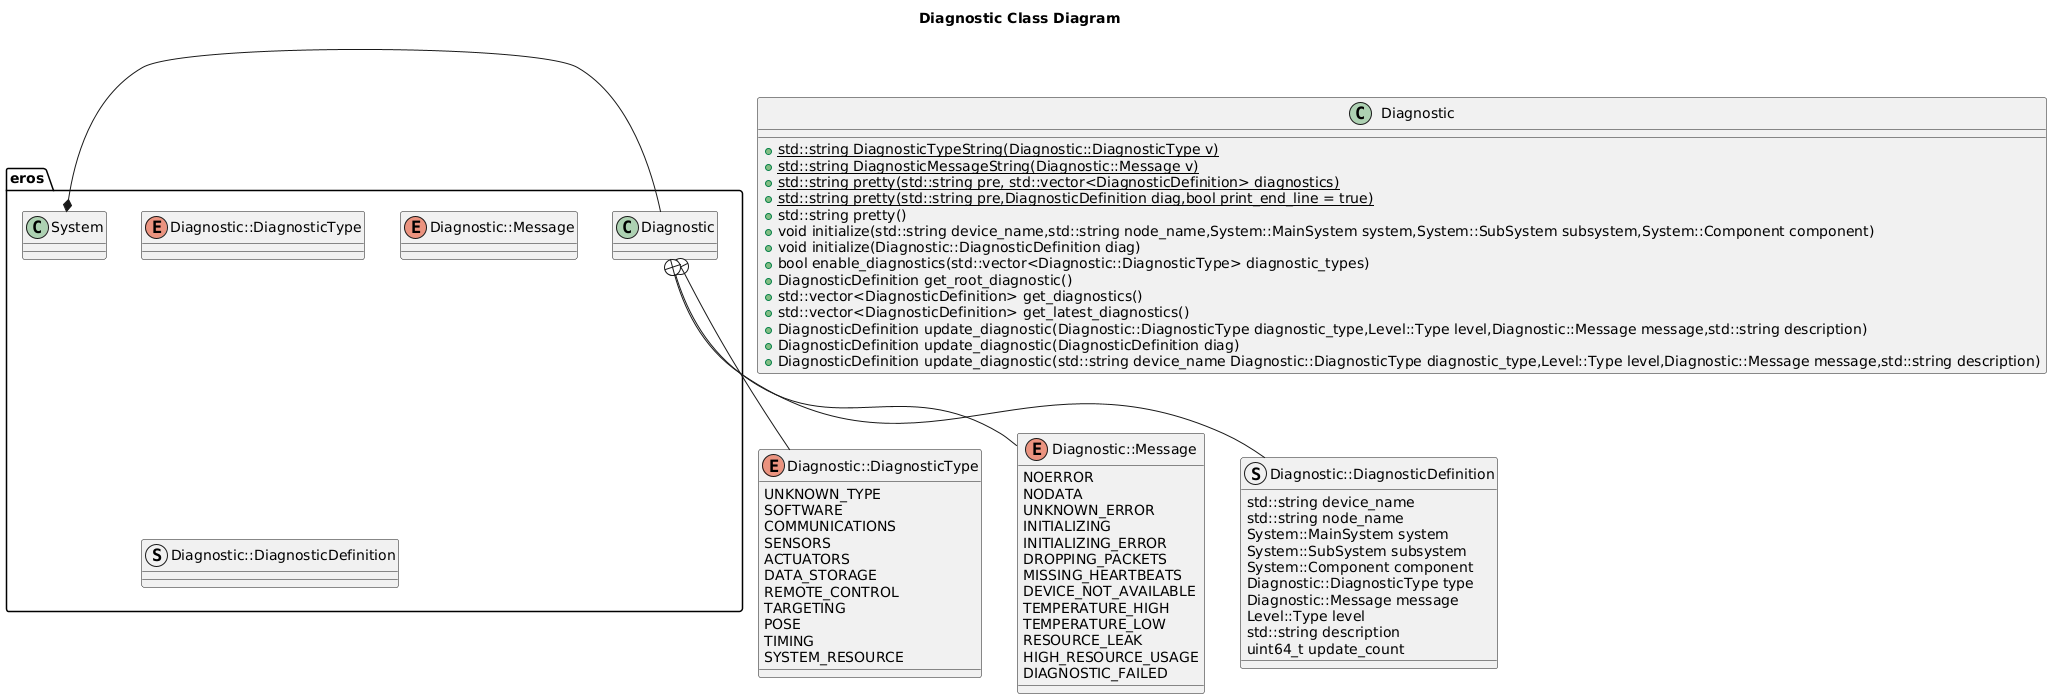 Diagnostic Class Diagram
eros
C System
E Diagnostic::DiagnosticType
E Diagnostic::Message
C Diagnostic
S Diagnostic::DiagnosticDefinition
C Diagnostic
std::string DiagnosticTypeString(Diagnostic::DiagnosticType v)
std::string DiagnosticMessageString(Diagnostic::Message v)
std::string pretty(std::string pre, std::vector<DiagnosticDefinition> diagnostics)
std::string pretty(std::string pre,DiagnosticDefinition diag,bool print_end_line = true)
std::string pretty()
void initialize(std::string device_name,std::string node_name,System::MainSystem system,System::SubSystem subsystem,System::Component component)
void initialize(Diagnostic::DiagnosticDefinition diag)
bool enable_diagnostics(std::vector<Diagnostic::DiagnosticType> diagnostic_types)
DiagnosticDefinition get_root_diagnostic()
std::vector<DiagnosticDefinition> get_diagnostics()
std::vector<DiagnosticDefinition> get_latest_diagnostics()
DiagnosticDefinition update_diagnostic(Diagnostic::DiagnosticType diagnostic_type,Level::Type level,Diagnostic::Message message,std::string description)
DiagnosticDefinition update_diagnostic(DiagnosticDefinition diag)
DiagnosticDefinition update_diagnostic(std::string device_name Diagnostic::DiagnosticType diagnostic_type,Level::Type level,Diagnostic::Message message,std::string description)
E Diagnostic::DiagnosticType
UNKNOWN_TYPE
SOFTWARE
COMMUNICATIONS
SENSORS
ACTUATORS
DATA_STORAGE
REMOTE_CONTROL
TARGETING
POSE
TIMING
SYSTEM_RESOURCE
E Diagnostic::Message
NOERROR
NODATA
UNKNOWN_ERROR
INITIALIZING
INITIALIZING_ERROR
DROPPING_PACKETS
MISSING_HEARTBEATS
DEVICE_NOT_AVAILABLE
TEMPERATURE_HIGH
TEMPERATURE_LOW
RESOURCE_LEAK
HIGH_RESOURCE_USAGE
DIAGNOSTIC_FAILED
S Diagnostic::DiagnosticDefinition
std::string device_name
std::string node_name
System::MainSystem system
System::SubSystem subsystem
System::Component component
Diagnostic::DiagnosticType type
Diagnostic::Message message
Level::Type level
std::string description
uint64_t update_count